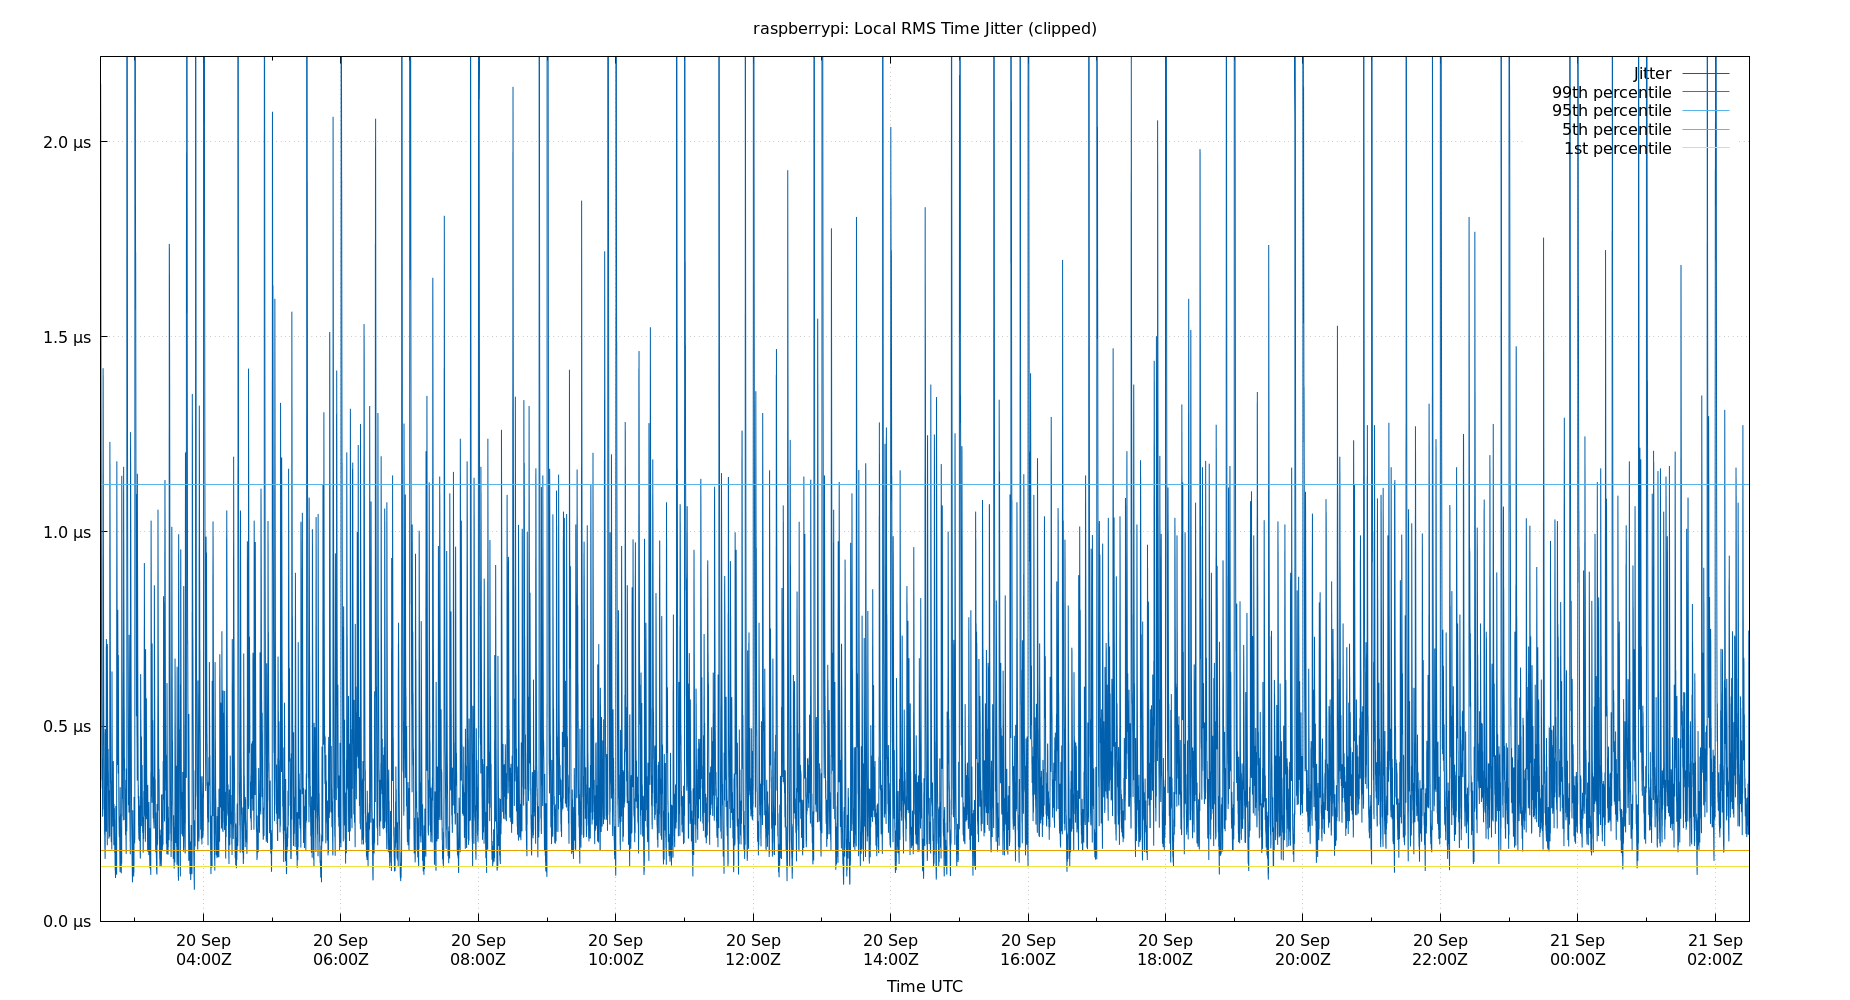 raspberrypi: Local RMS Time Jitter (clipped)
Jitter
99th percentile
95th percentile
5th percentile
1st percentile
2.0 μs
1.5 μs
1.0 μs
0.5 μs
0.0 μs
20 Sep 20 Sep 20 Sep 20 Sep 20 Sep 20 Sep 20 Sep 20 Sep 20 Sep 20 Sep 21 Sep 21 Sep
04:00Z 06:00Z 08:00Z 10:00Z 12:00Z 14:00Z 16:00Z 18:00Z 20:00Z 22:00Z 00:00Z 02:00Z
Time UTC